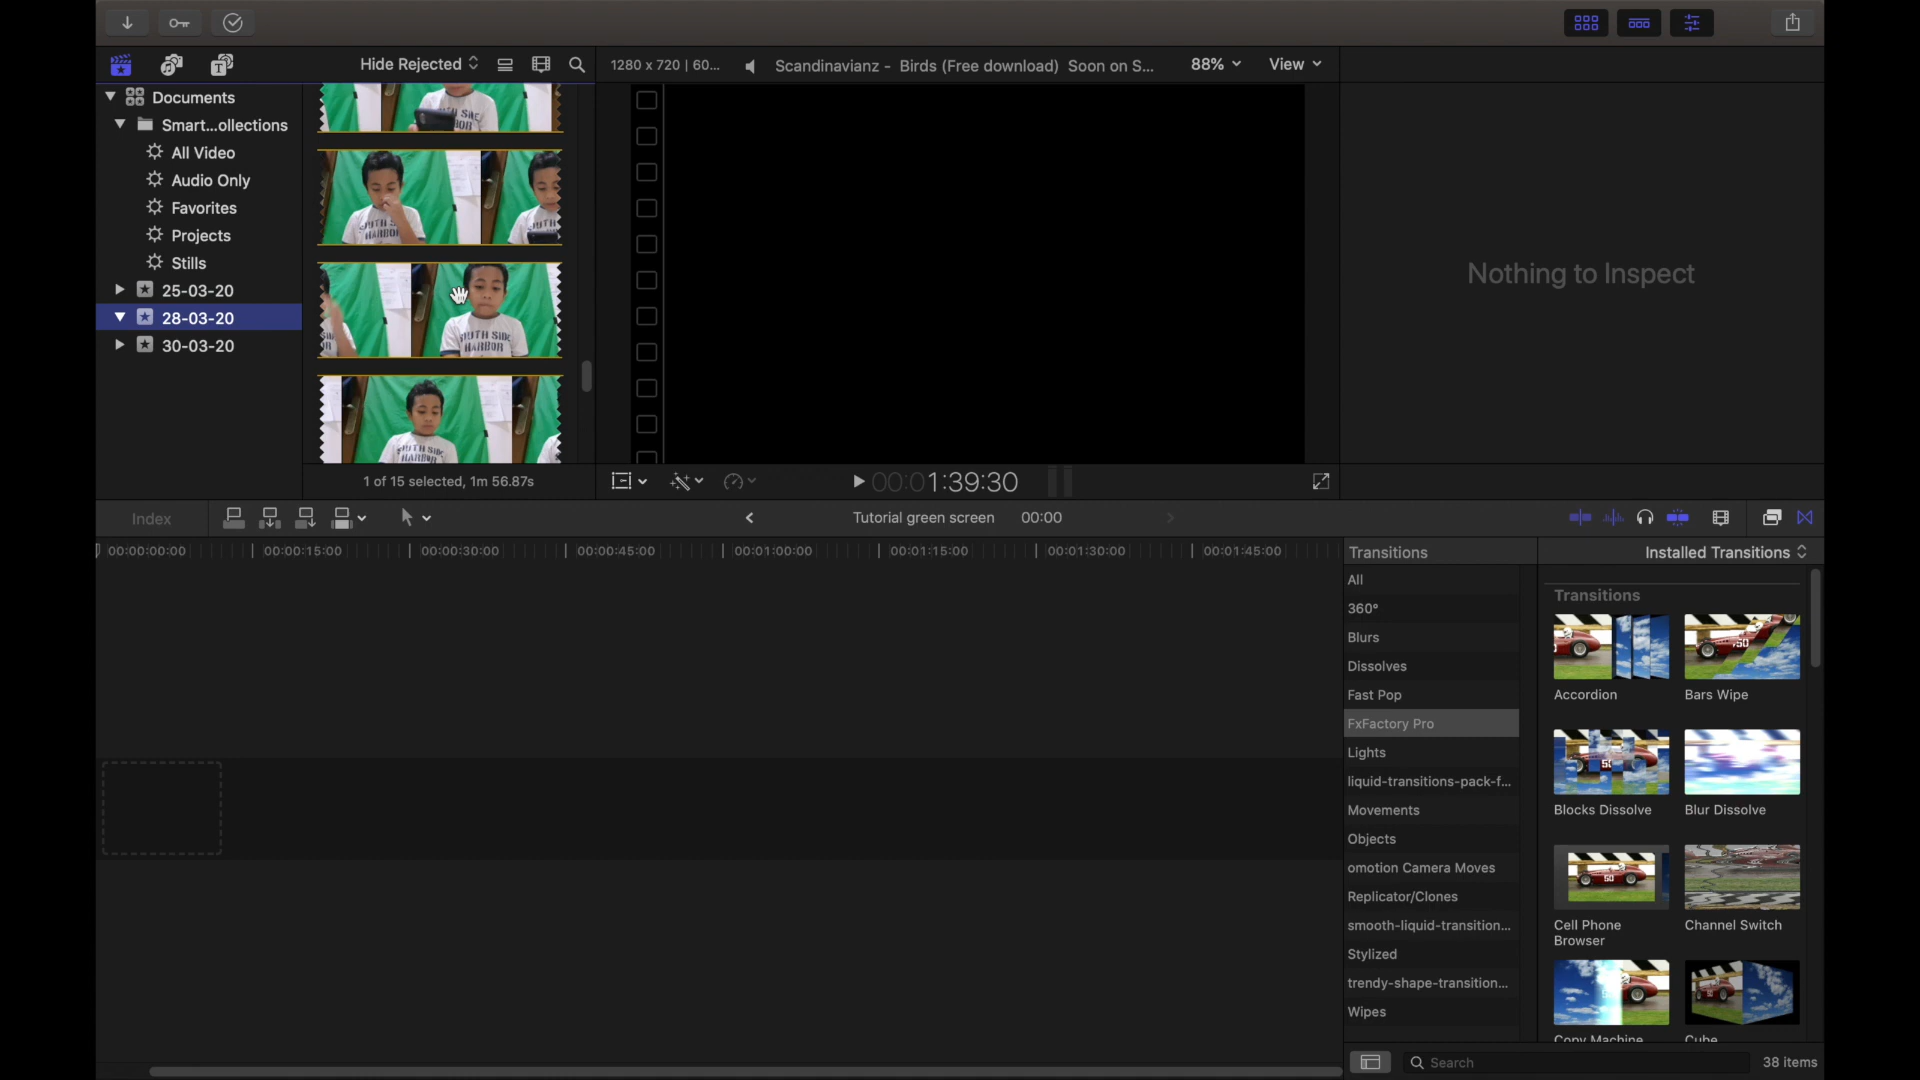 Hide Rejected
1280 x 720 | 60...
Scandinavianz - Birds (Free download) Soon on S...
88%
View
Documents
Smart...ollections
All Video
Audio Only
Favorites
Projects
Stills
25-03-20
28-03-20
30-03-20
SOUTH SIDE
HARBOR
Nothing to Inspect
1 of 15 selected, 1m 56.87s
00:01:39:30
Index
Tutorial green screen
00:00
00:00:00:00
00:00:15:00
00:00:30:00
00:00:45:00
00:01:00:00
00:01:15:00
00:01:30:00
00:01:45:00
Transitions
Installed Transitions
All
360°
Blurs
Dissolves
Fast Pop
FxFactory Pro
Lights
liquid-transitions-pack-f...
Movements
Objects
omotion Camera Moves
Replicator/Clones
smooth-liquid-transition...
Stylized
trendy-shape-transition...
Wipes
Transitions
Accordion
Bars Wipe
Blocks Dissolve
Blur Dissolve
Cell Phone
Browser
Channel Switch
Copy Machine
Cube
Search
38 items